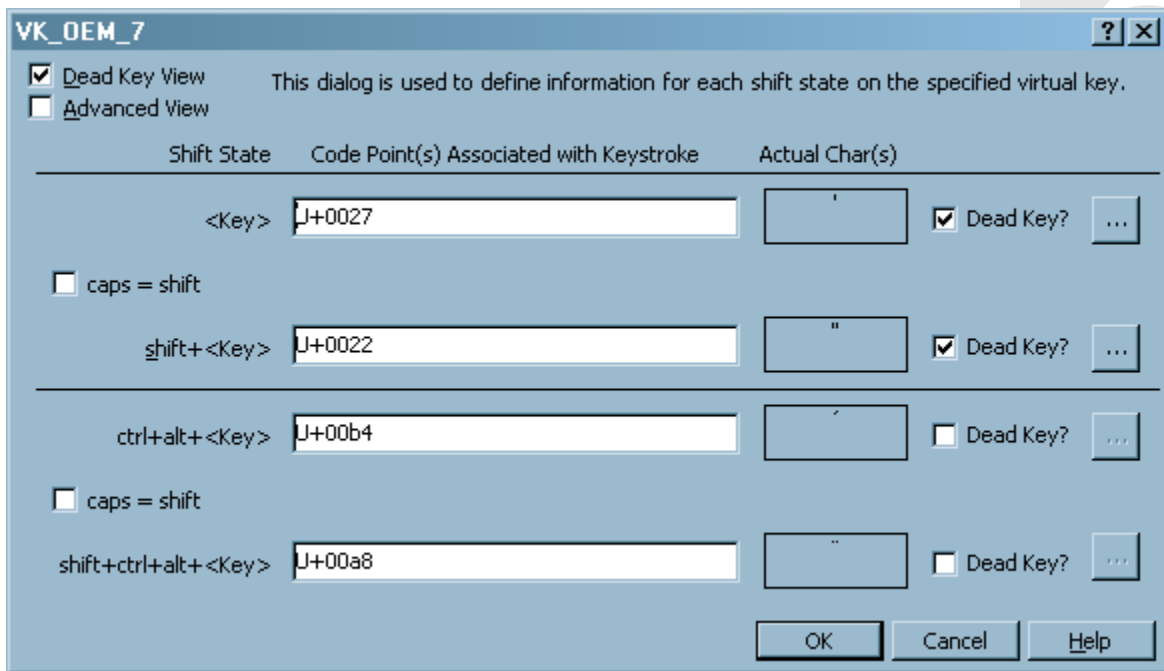 VK_OEM_7
Dead Key View
This dialog is used to define information for each shift state on the specified virtual key.
Advanced View
Shift State Code Point(s) Associated with Keystroke Actual Char(s)
<Key> U+0027 ' Dead Key? ...
caps = shift
shift+<Key> U+0022 " Dead Key? ...
ctrl+alt+<Key> U+00b4 ´ Dead Key? ...
caps = shift
shift+ctrl+alt+<Key> U+00a8 ¨ Dead Key? ...
OK Cancel Help